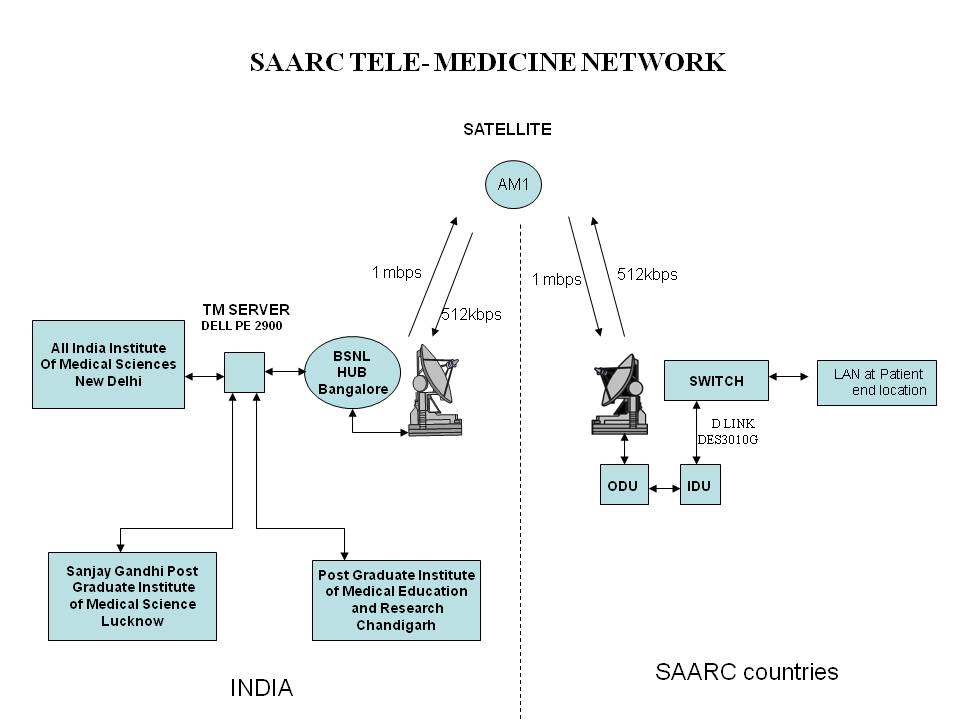 SAARC TELE- MEDICINE NETWORK
SATELLITE
AM1
1 mbps
512kbps
1 mbps
512kbps
TM SERVER
DELL PE 2900
All India Institute
Of Medical Sciences
New Delhi
BSNL
HUB
Bangalore
SWITCH
LAN at Patient
end location
D LINK
DES3010G
ODU
IDU
Sanjay Gandhi Post
Graduate Institute
of Medical Science
Lucknow
Post Graduate Institute
of Medical Education
and Research
Chandigarh
INDIA
SAARC countries